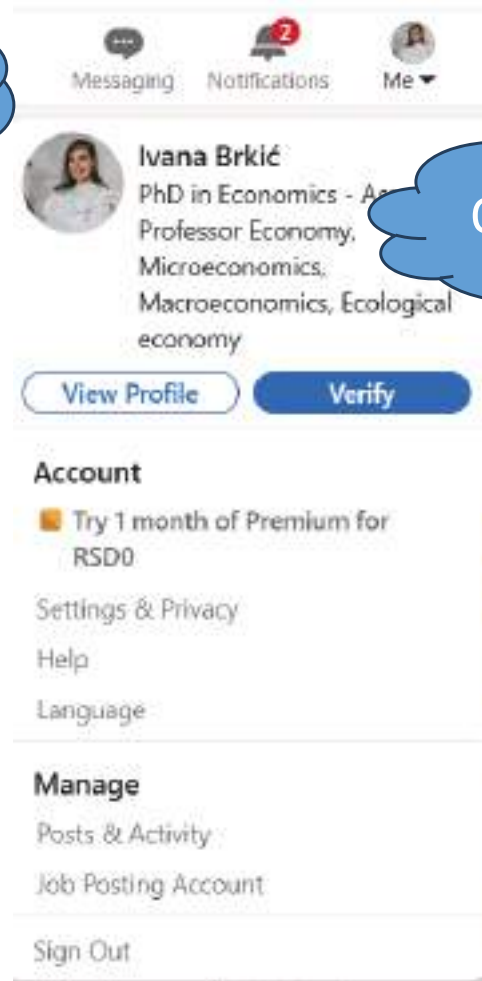 2
Messaging Notifications Me
Ivana Brkić
PhD in Economics -
Professor Economy,
Microeconomics,
Macroeconomics, Ecological
economy
View Profile Verify
Account
Try 1 month of Premium for
RSD0
Settings & Privacy
Help
Language
Manage
Posts & Activity
Job Posting Account
Sign Out